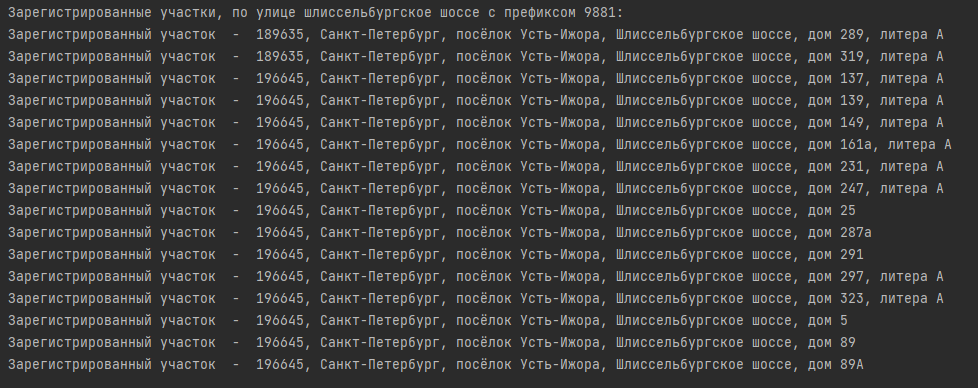 Зарегистрированные участки, по улице шлиссельбургское шоссе с префиксом 9881:
Зарегистрированный участок  -  189635, Санкт-Петербург, посёлок Усть-Ижора, Шлиссельбургское шоссе, дом 289, литера А
Зарегистрированный участок  -  189635, Санкт-Петербург, посёлок Усть-Ижора, Шлиссельбургское шоссе, дом 319, литера А
Зарегистрированный участок  -  196645, Санкт-Петербург, посёлок Усть-Ижора, Шлиссельбургское шоссе, дом 137, литера А
Зарегистрированный участок  -  196645, Санкт-Петербург, посёлок Усть-Ижора, Шлиссельбургское шоссе, дом 139, литера А
Зарегистрированный участок  -  196645, Санкт-Петербург, посёлок Усть-Ижора, Шлиссельбургское шоссе, дом 149, литера А
Зарегистрированный участок  -  196645, Санкт-Петербург, посёлок Усть-Ижора, Шлиссельбургское шоссе, дом 161а, литера А
Зарегистрированный участок  -  196645, Санкт-Петербург, посёлок Усть-Ижора, Шлиссельбургское шоссе, дом 231, литера А
Зарегистрированный участок  -  196645, Санкт-Петербург, посёлок Усть-Ижора, Шлиссельбургское шоссе, дом 247, литера А
Зарегистрированный участок  -  196645, Санкт-Петербург, посёлок Усть-Ижора, Шлиссельбургское шоссе, дом 25
Зарегистрированный участок  -  196645, Санкт-Петербург, посёлок Усть-Ижора, Шлиссельбургское шоссе, дом 287а
Зарегистрированный участок  -  196645, Санкт-Петербург, посёлок Усть-Ижора, Шлиссельбургское шоссе, дом 291
Зарегистрированный участок  -  196645, Санкт-Петербург, посёлок Усть-Ижора, Шлиссельбургское шоссе, дом 297, литера А
Зарегистрированный участок  -  196645, Санкт-Петербург, посёлок Усть-Ижора, Шлиссельбургское шоссе, дом 323, литера А
Зарегистрированный участок  -  196645, Санкт-Петербург, посёлок Усть-Ижора, Шлиссельбургское шоссе, дом 5
Зарегистрированный участок  -  196645, Санкт-Петербург, посёлок Усть-Ижора, Шлиссельбургское шоссе, дом 89
Зарегистрированный участок  -  196645, Санкт-Петербург, посёлок Усть-Ижора, Шлиссельбургское шоссе, дом 89А